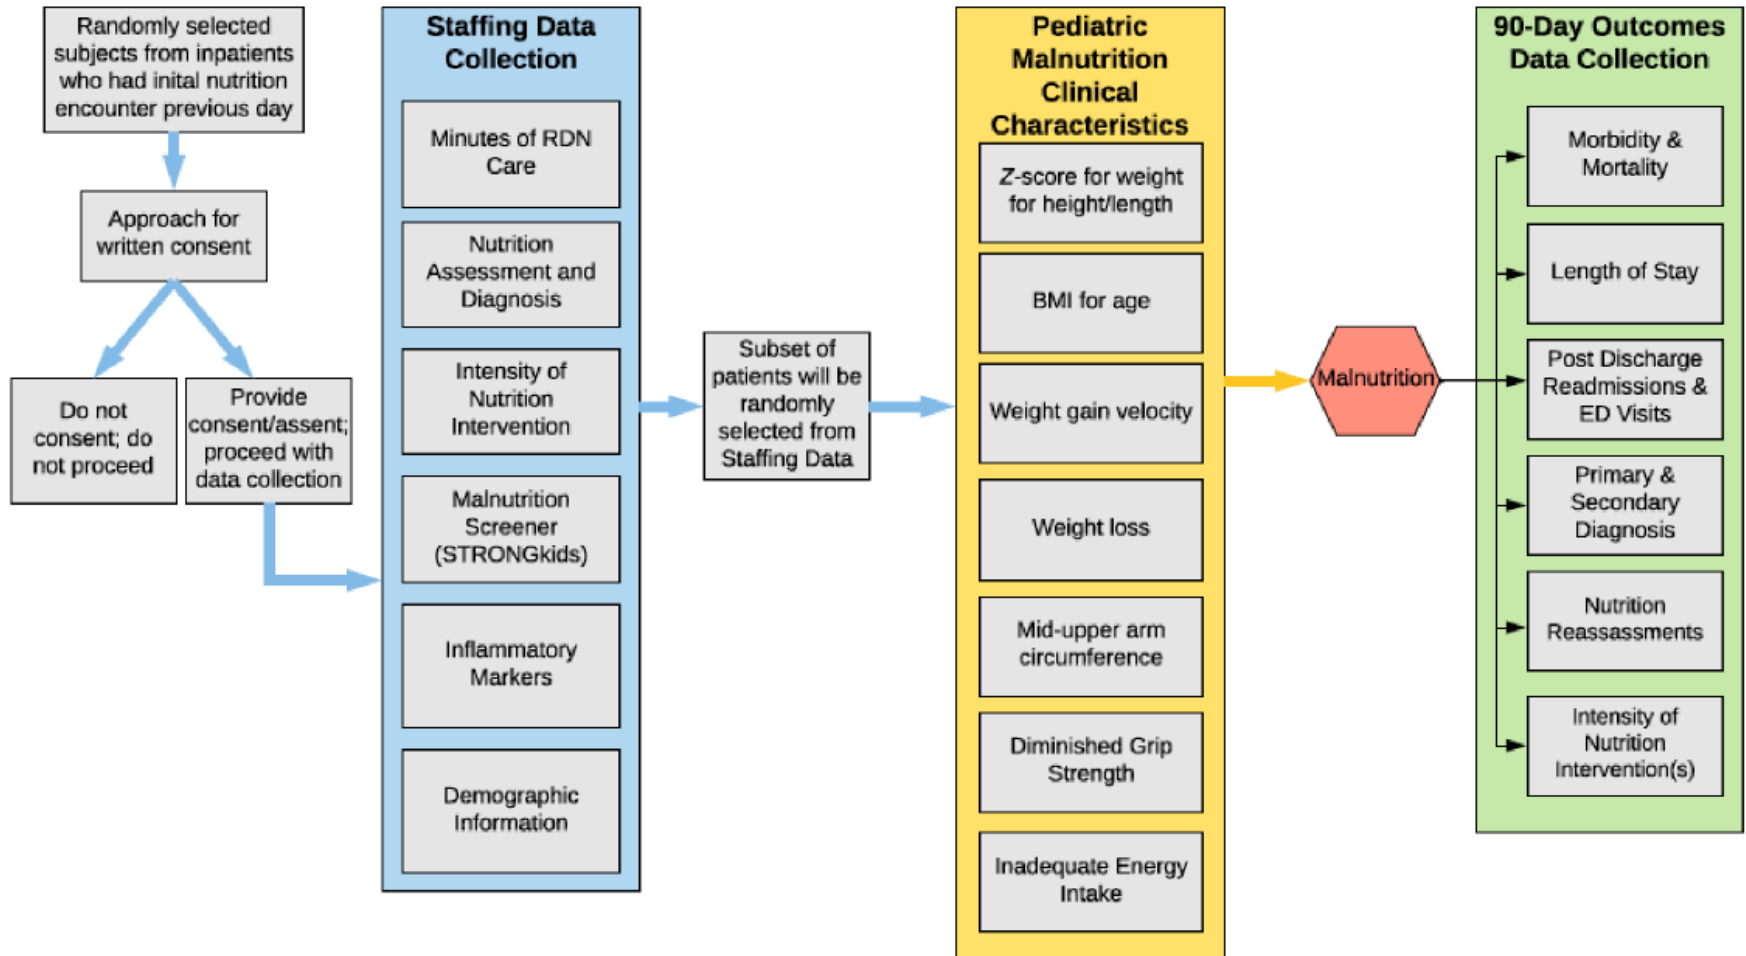 Randomly selected
subjects from inpatients
who had inital nutrition
encounter previous day
Approach for
written consent
Do not
consent; do
not proceed
Provide
consent/assent;
proceed with
data collection
Staffing Data
Collection
Minutes of RDN
Care
Nutrition
Assessment and
Diagnosis
Intensity of
Nutrition
Intervention
Malnutrition
Screener
(STRONGkids)
Inflammatory
Markers
Demographic
Information
Subset of
patients will be
randomly
selected from
Staffing Data
Pediatric
Malnutrition
Clinical
Characteristics
Z-score for weight
for height/length
BMI for age
Weight gain velocity
Weight loss
Mid-upper arm
circumference
Diminished Grip
Strength
Inadequate Energy
Intake
Malnutrition
90-Day Outcomes
Data Collection
Morbidity &
Mortality
Length of Stay
Post Discharge
Readmissions &
ED Visits
Primary &
Secondary
Diagnosis
Nutrition
Reassassments
Intensity of
Nutrition
Intervention(s)